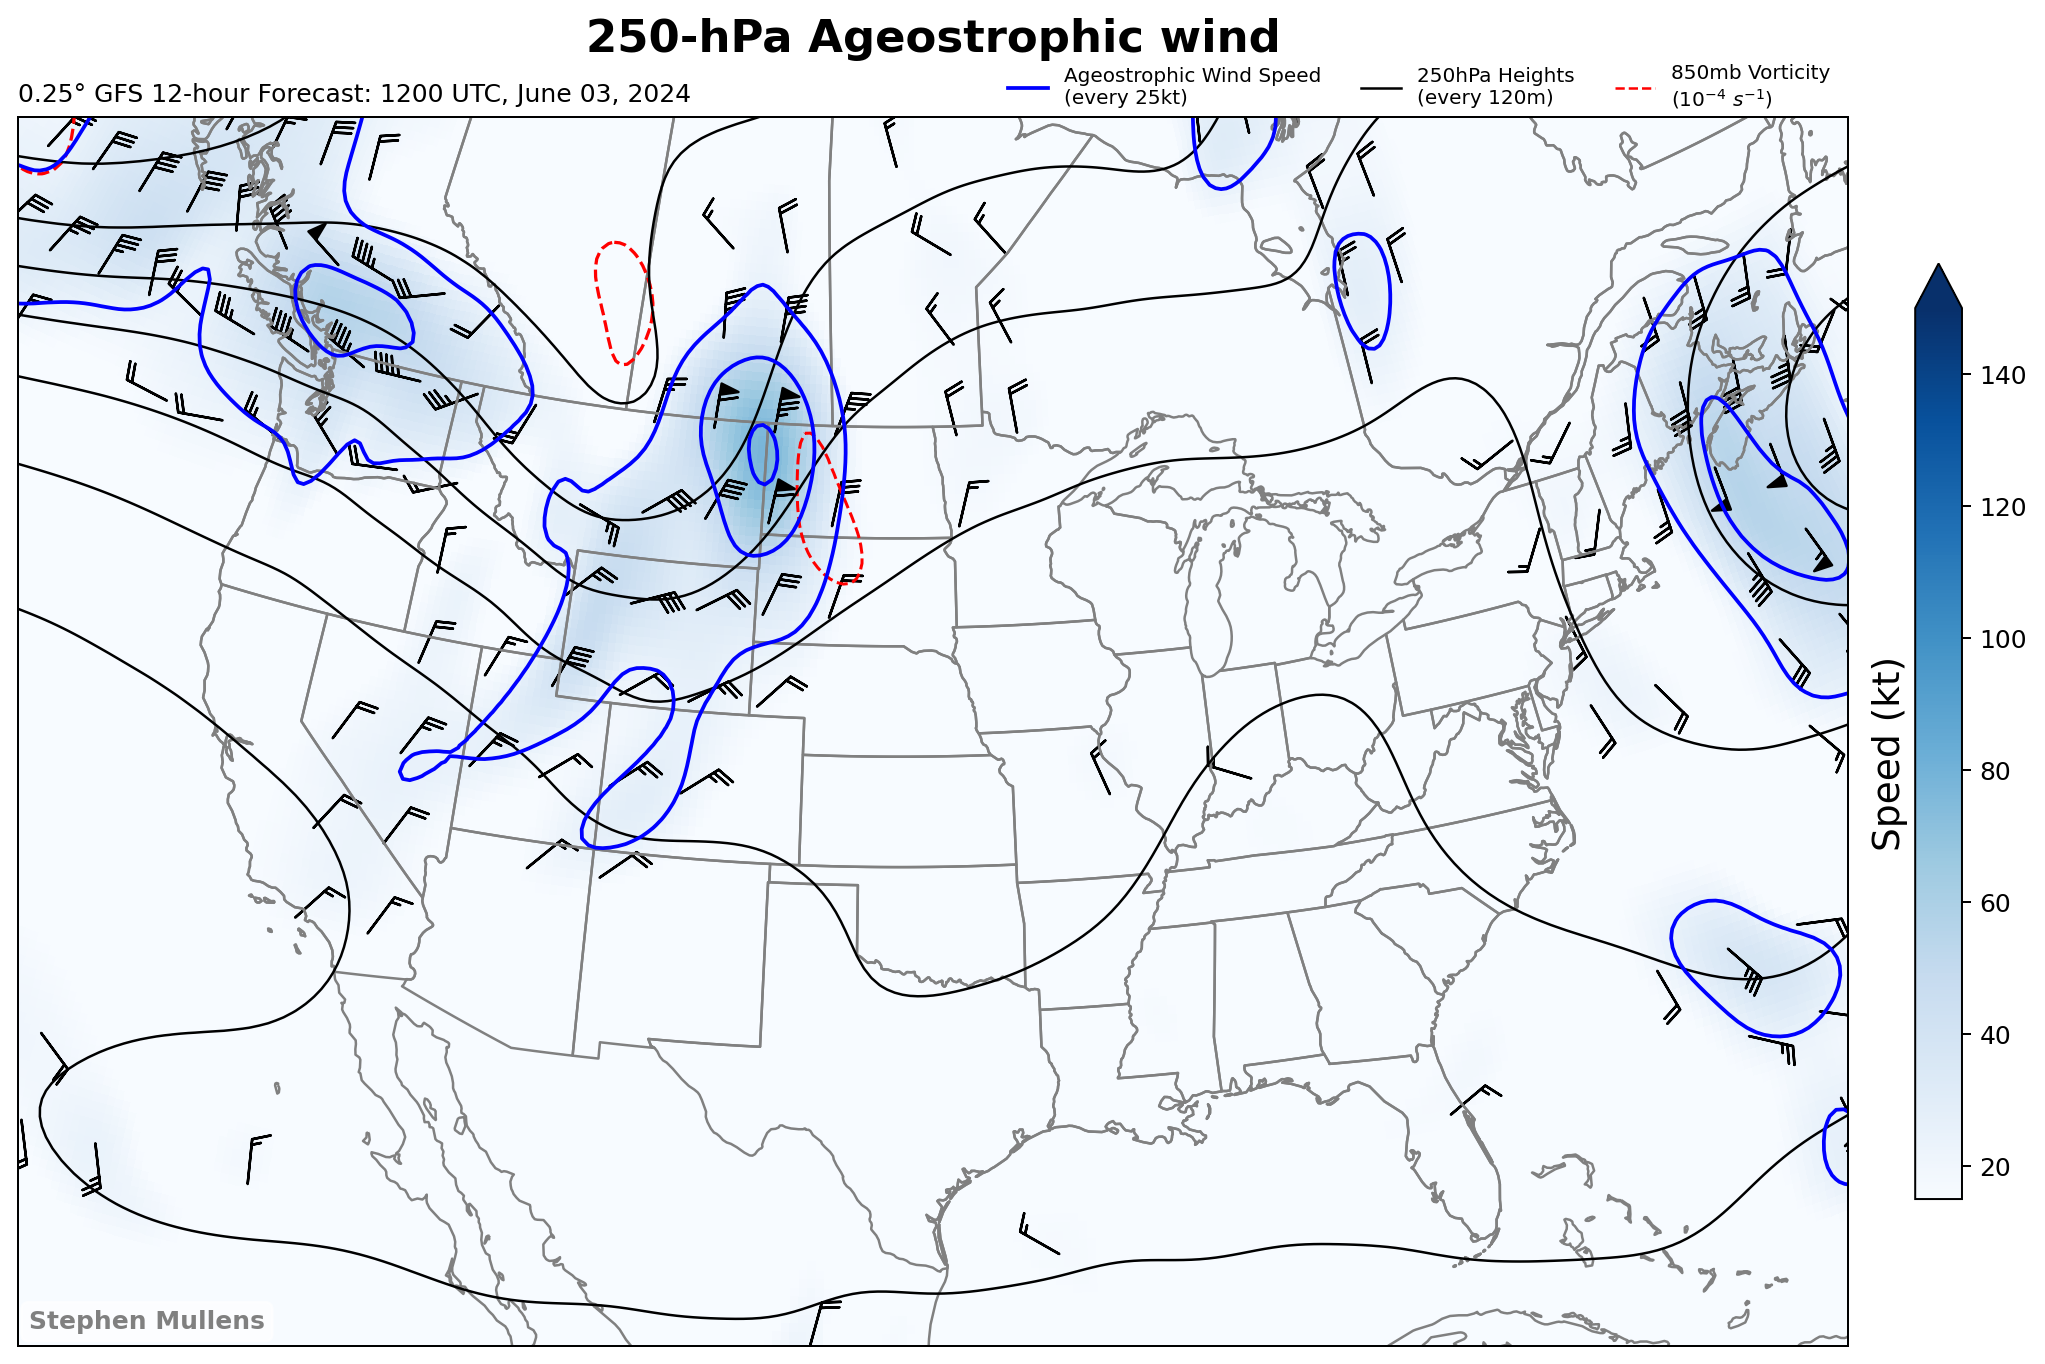 250-hPa Ageostrophic wind
0.25° GFS 12-hour Forecast: 1200 UTC, June 03, 2024
Ageostrophic Wind Speed
(every 25kt)
250hPa Heights
(every 120m)
850mb Vorticity
(10⁻⁴ s⁻¹)
140
120
100
80
60
40
20
Speed (kt)
Stephen Mullens